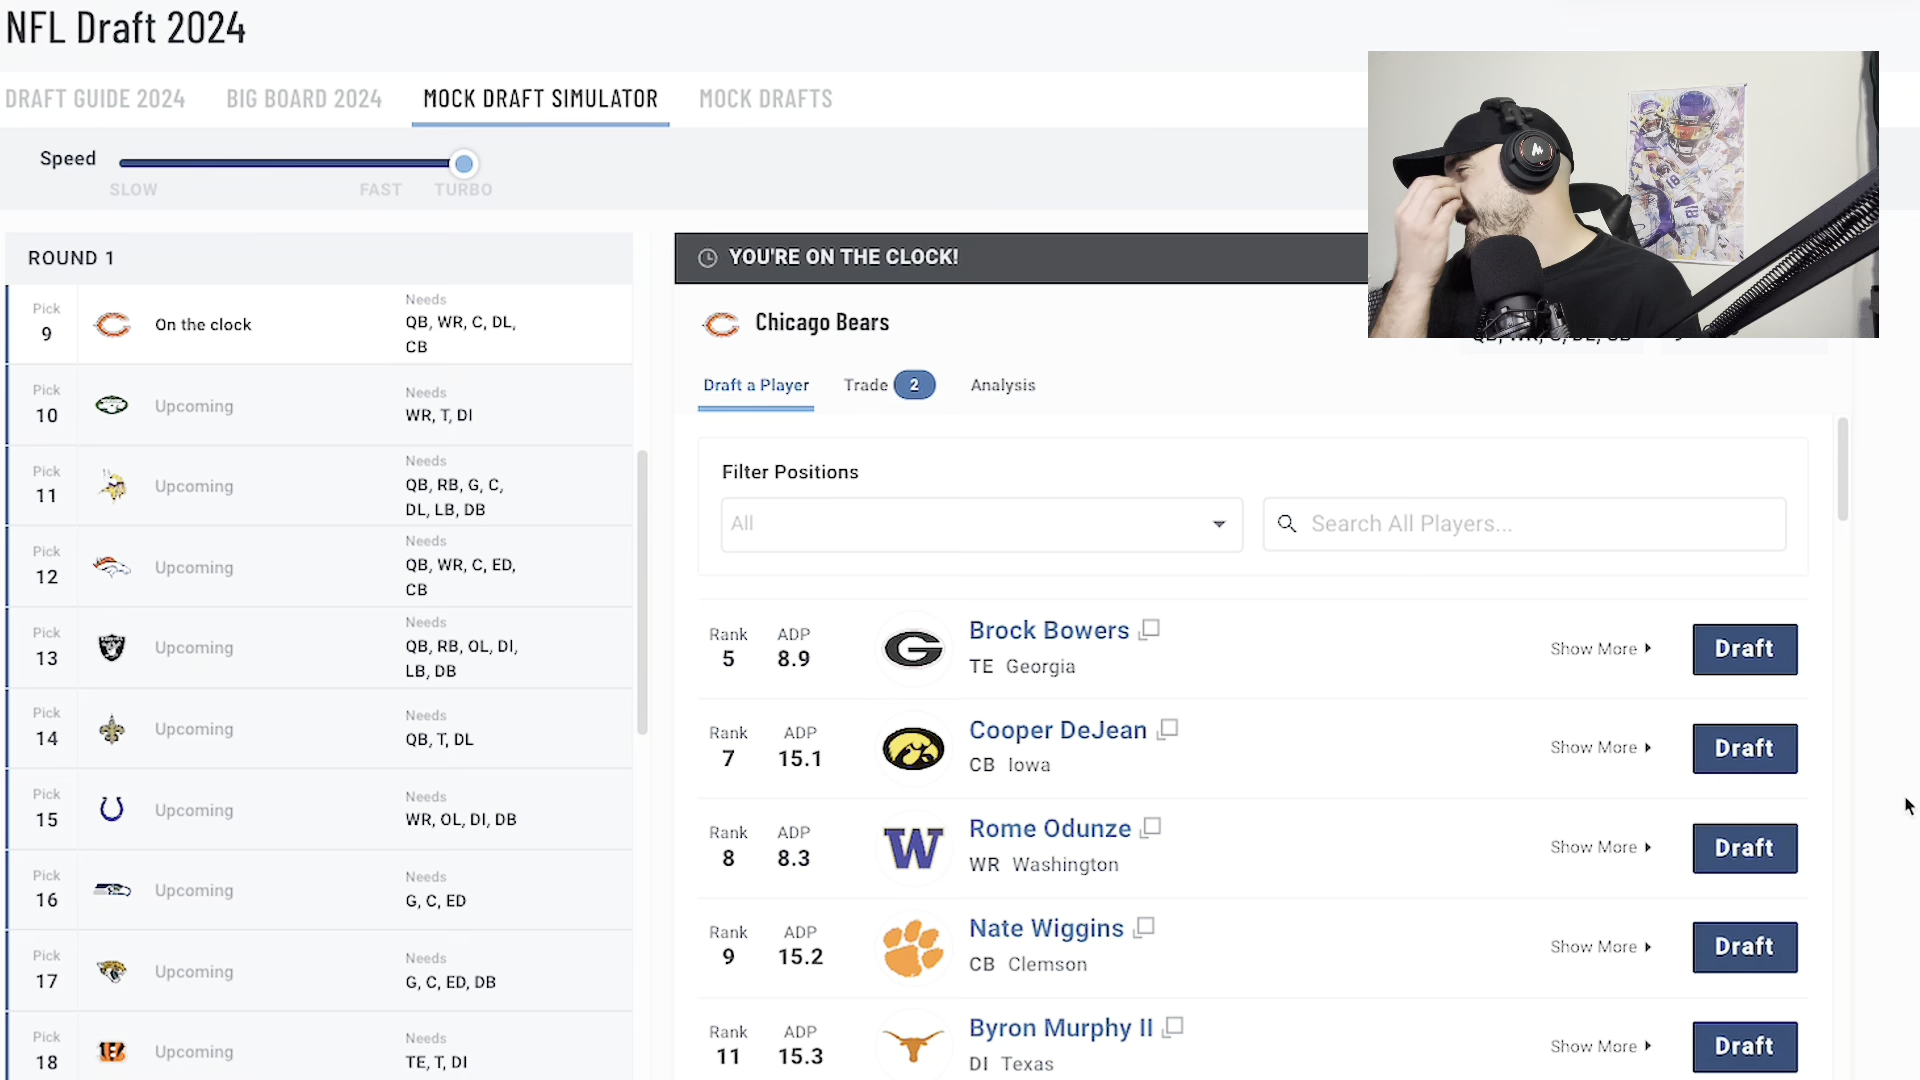 NFL Draft 2024
DRAFT GUIDE 2024 BIG BOARD 2024 MOCK DRAFT SIMULATOR MOCK DRAFTS
Speed
SLOW FAST TURBO
ROUND 1
Pick 9
On the clock
Needs
QB, WR, C, DL,
CB
Pick 10
Upcoming
Needs
WR, T, DI
Pick 11
Upcoming
Needs
QB, RB, G, C,
DL, LB, DB
Pick 12
Upcoming
Needs
QB, WR, C, ED,
CB
Pick 13
Upcoming
Needs
QB, RB, OL, DI,
LB, DB
Pick 14
Upcoming
Needs
QB, T, DL
Pick 15
Upcoming
Needs
WR, OL, DI, DB
Pick 16
Upcoming
Needs
G, C, ED
Pick 17
Upcoming
Needs
G, C, ED, DB
Pick 18
Upcoming
Needs
TE, T, DI
YOU'RE ON THE CLOCK!
Chicago Bears
Draft a Player Trade 2 Analysis
Filter Positions
All
Search All Players...
Rank 5 ADP 8.9
G
Brock Bowers
TE Georgia
Show More
Draft
Rank 7 ADP 15.1
Cooper DeJean
CB Iowa
Show More
Draft
Rank 8 ADP 8.3
W
Rome Odunze
WR Washington
Show More
Draft
Rank 9 ADP 15.2
Nate Wiggins
CB Clemson
Show More
Draft
Rank 11 ADP 15.3
Byron Murphy II
DI Texas
Show More
Draft